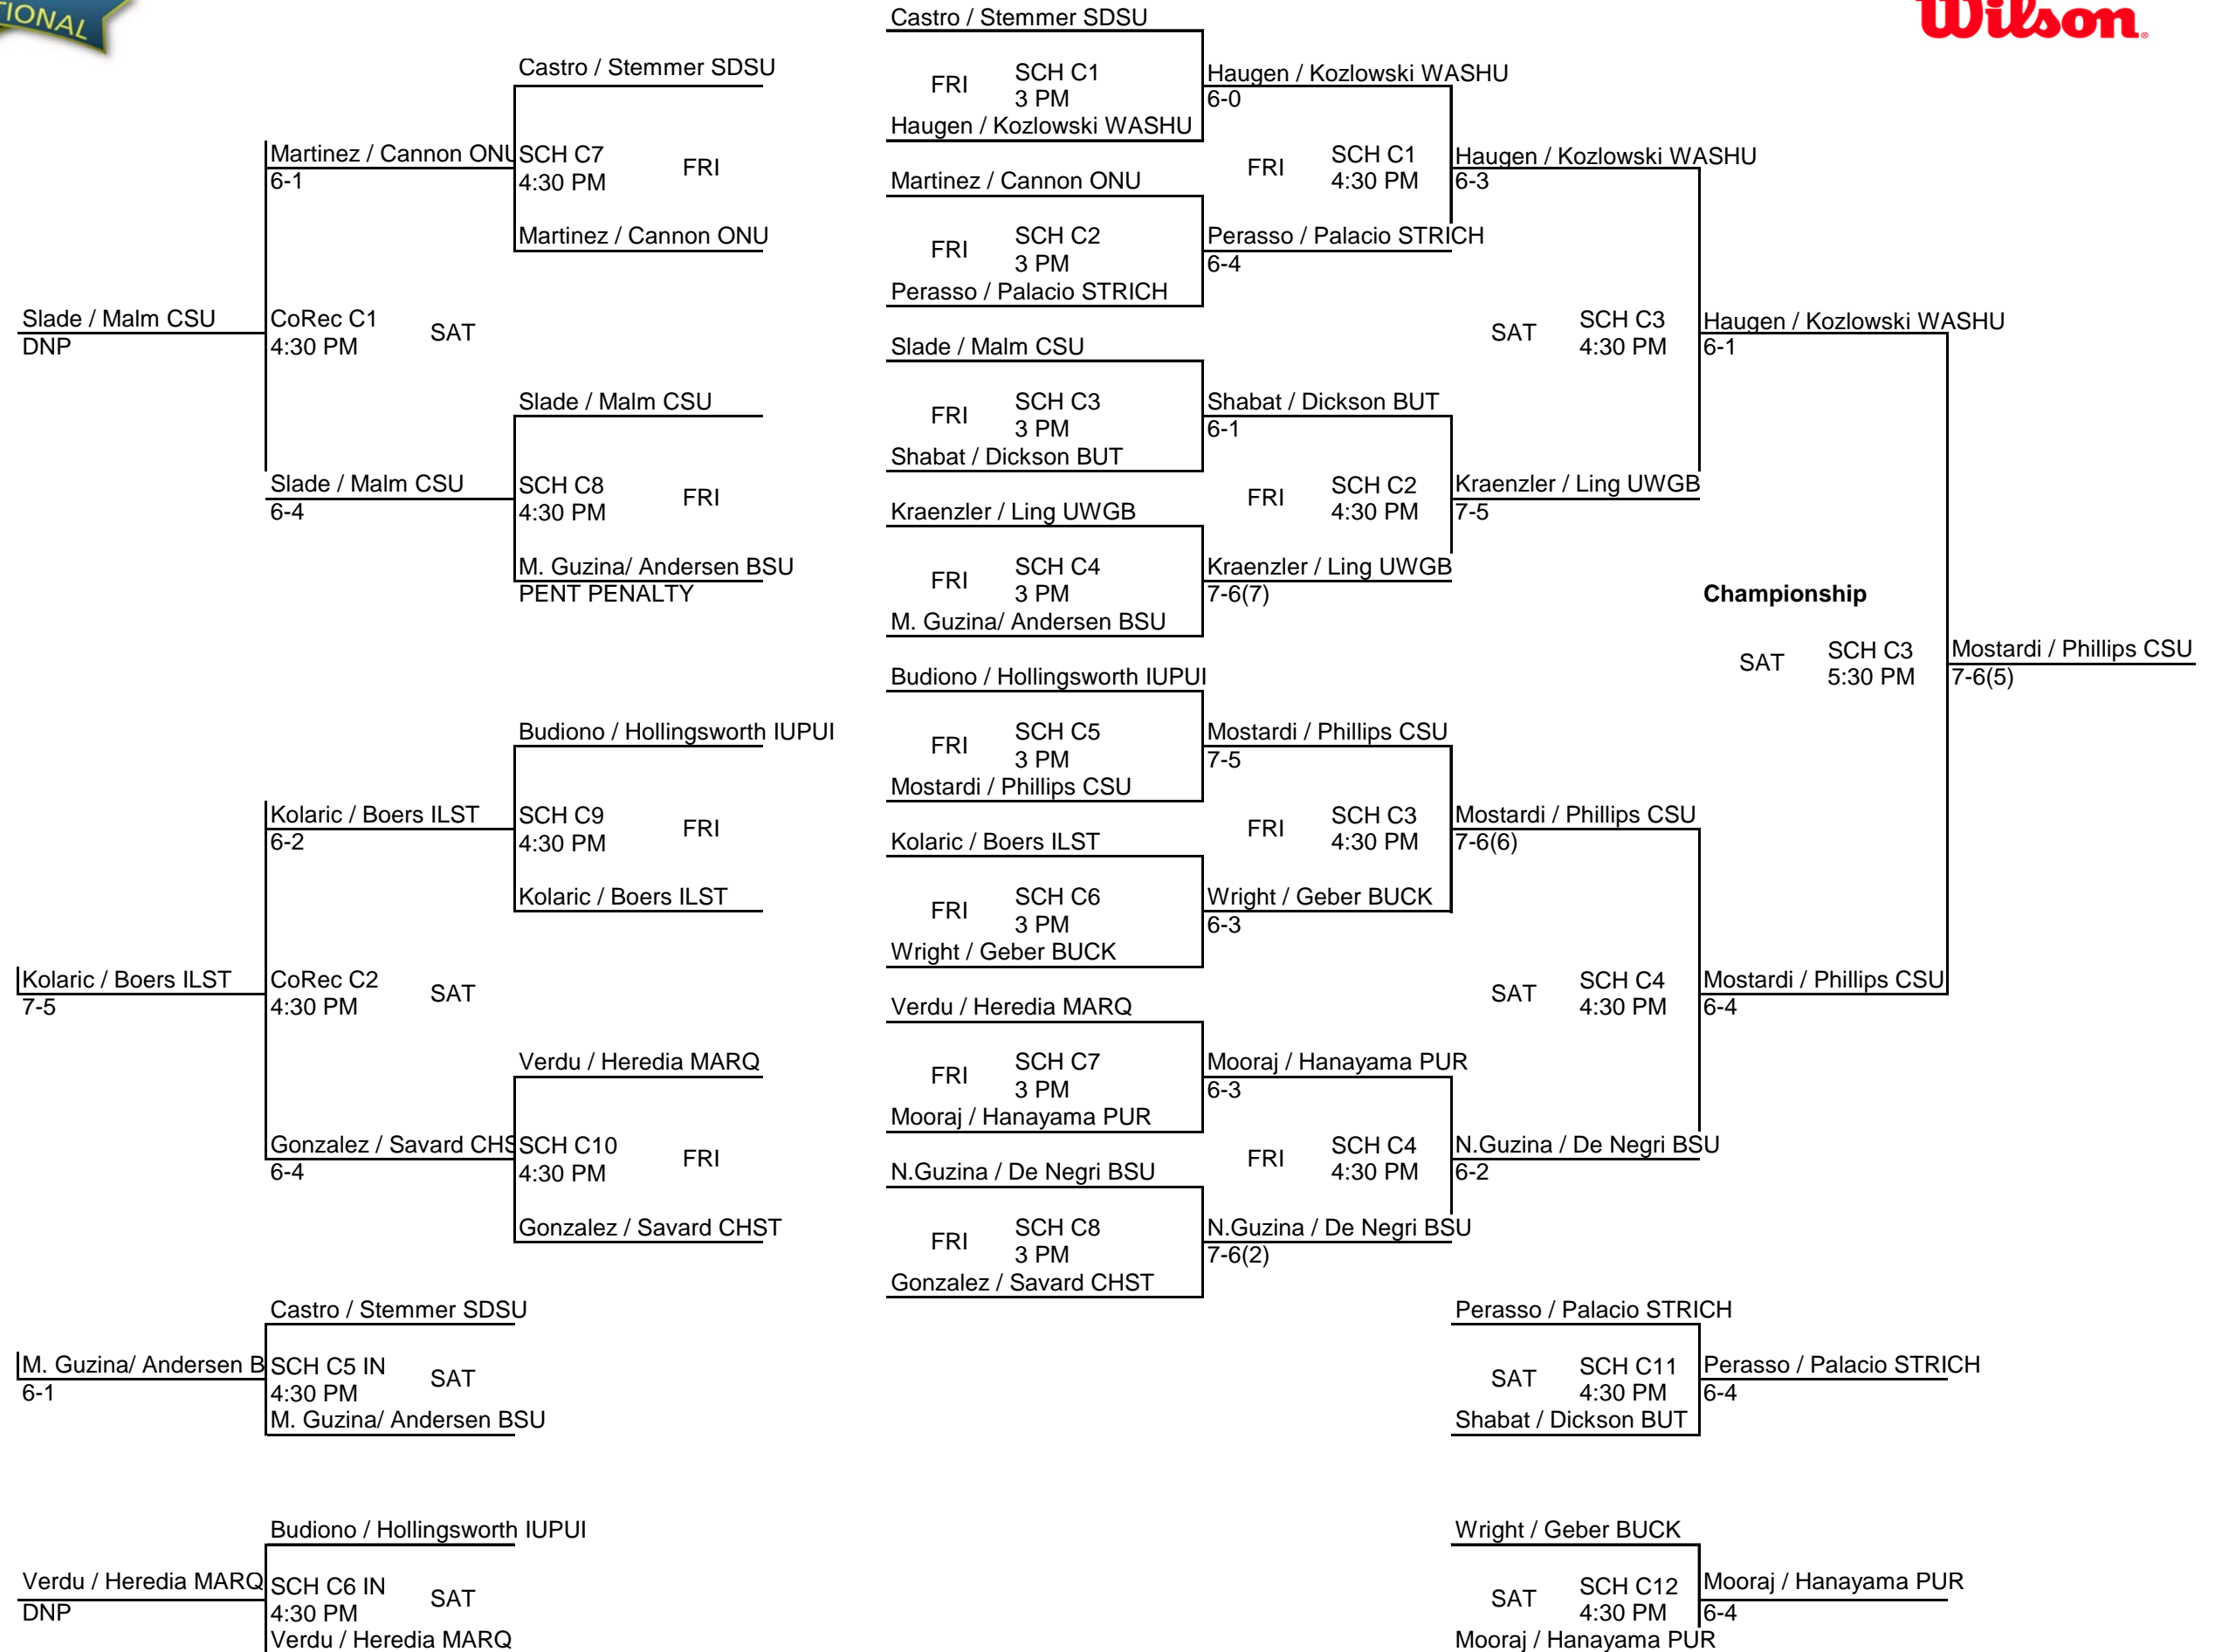 TIONAL
Wilson
Castro / Stemmer SDSU
Castro / Stemmer SDSU
FRI SCH C1 Haugen / Kozlowski WASHU
3 PM 6-0
Haugen / Kozlowski WASHU
Martinez / Cannon ONU SCH C7 FRI FRI SCH C1 Haugen / Kozlowski WASHU
6-1 4:30 PM Martinez / Cannon ONU 4:30 PM 6-3
Martinez / Cannon ONU FRI SCH C2 Perasso / Palacio STRICH
3 PM 6-4
Perasso / Palacio STRICH
Slade / Malm CSU CoRec C1 SAT SAT SCH C3 Haugen / Kozlowski WASHU
DNP 4:30 PM Slade / Malm CSU 4:30 PM 6-1
Slade / Malm CSU FRI SCH C3 Shabat / Dickson BUT
3 PM 6-1
Shabat / Dickson BUT
Slade / Malm CSU SCH C8 FRI FRI SCH C2 Kraenzler / Ling UWGB
6-4 4:30 PM Kraenzler / Ling UWGB 4:30 PM 7-5
M. Guzina/ Andersen BSU FRI SCH C4 Kraenzler / Ling UWGB
PENT PENALTY 3 PM 7-6(7) Championship
M. Guzina/ Andersen BSU
SAT SCH C3 Mostardi / Phillips CSU
Budiono / Hollingsworth IUPUI 5:30 PM 7-6(5)
Budiono / Hollingsworth IUPUI FRI SCH C5 Mostardi / Phillips CSU
3 PM 7-5
Mostardi / Phillips CSU
Kolaric / Boers ILST SCH C9 FRI FRI SCH C3 Mostardi / Phillips CSU
6-2 4:30 PM Kolaric / Boers ILST 4:30 PM 7-6(6)
Kolaric / Boers ILST FRI SCH C6 Wright / Geber BUCK
3 PM 6-3
Wright / Geber BUCK
Kolaric / Boers ILST CoRec C2 SAT SAT SCH C4 Mostardi / Phillips CSU
7-5 4:30 PM Verdu / Heredia MARQ 4:30 PM 6-4
Verdu / Heredia MARQ FRI SCH C7 Mooraj / Hanayama PUR
3 PM 6-3
Mooraj / Hanayama PUR
Gonzalez / Savard CHS SCH C10 FRI FRI SCH C4 N.Guzina / De Negri BSU
6-4 4:30 PM N.Guzina / De Negri BSU 4:30 PM 6-2
Gonzalez / Savard CHST FRI SCH C8 N.Guzina / De Negri BSU
3 PM 7-6(2)
Gonzalez / Savard CHST
Castro / Stemmer SDSU Perasso / Palacio STRICH
M. Guzina/ Andersen B SCH C5 IN SAT SAT SCH C11 Perasso / Palacio STRICH
6-1 4:30 PM 4:30 PM 6-4
M. Guzina/ Andersen BSU Shabat / Dickson BUT
Budiono / Hollingsworth IUPUI Wright / Geber BUCK
Verdu / Heredia MARQ SCH C6 IN SAT SAT SCH C12 Mooraj / Hanayama PUR
DNP 4:30 PM 4:30 PM 6-4
Verdu / Heredia MARQ Mooraj / Hanayama PUR